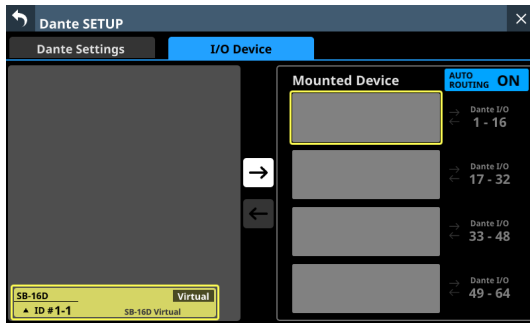 Dante SETUP
Dante Settings
I/O Device
Mounted Device
AUTO ROUTING ON
Dante I/O
1 - 16
Dante I/O
17 - 32
Dante I/O
33 - 48
Dante I/O
49 - 64
SB-16D Virtual
ID #1-1 SB-16D Virtual